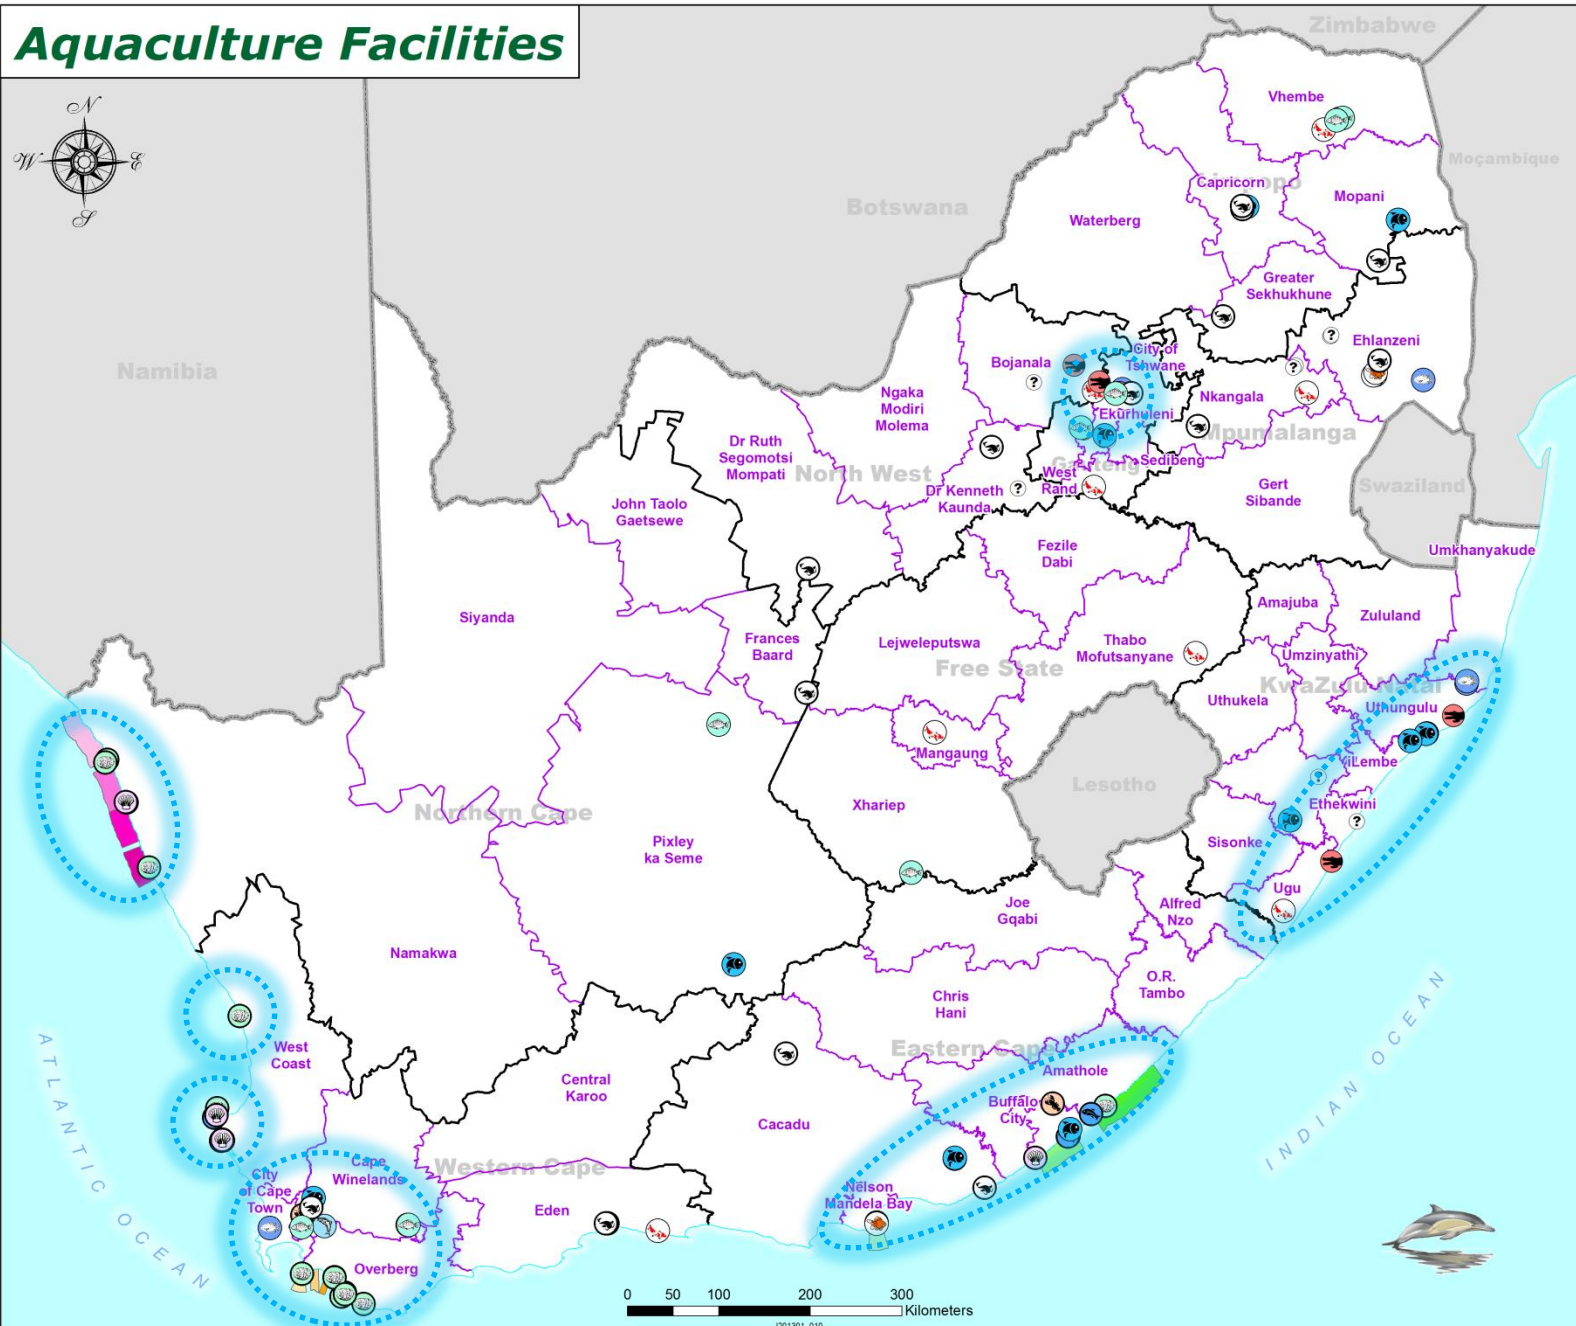 Aquaculture Facilities
N
W
E
S
Zimbabwe
Vhembe
Moçambique
Capricorn
Mopani
Botswana
Waterberg
Greater
Sekhukhune
?
Ehlanzeni
City of
Tshwane
Bojanala
?
?
Namibia
Ngaka
Modiri
Molema
Nkangala
Ekurhuleni
Mpumalanga
Dr Ruth
Segomotsi
Mompati
North West
Sedibeng
West
Rand
Gert
Sibande
Swaziland
Dr Kenneth
Kaunda
?
John Taolo
Gaetsewe
Fezile
Dabi
Umkhanyakude
Siyanda
Amajuba
Zululand
Frances
Baard
Lejweleputswa
Thabo
Mofutsanyane
Umzinyathi
Free State
KwaZulu Natal
Uthukela
Uthungulu
Mangaung
iLembe
Lesotho
Xhariep
Ethekwini
?
Northern Cape
Pixley
ka Seme
Sisonke
Ugu
Joe
Gqabi
Alfred
Nzo
Namakwa
O.R.
Tambo
Chris
Hani
West
Coast
Eastern Cape
Amathole
Central
Karoo
Buffalo
City
Cacadu
Cape
Winelands
Western Cape
City
of Cape
Town
Nelson
Mandela Bay
Eden
Overberg
ATLANTIC OCEAN
INDIAN OCEAN
0 50 100 200 300
Kilometers